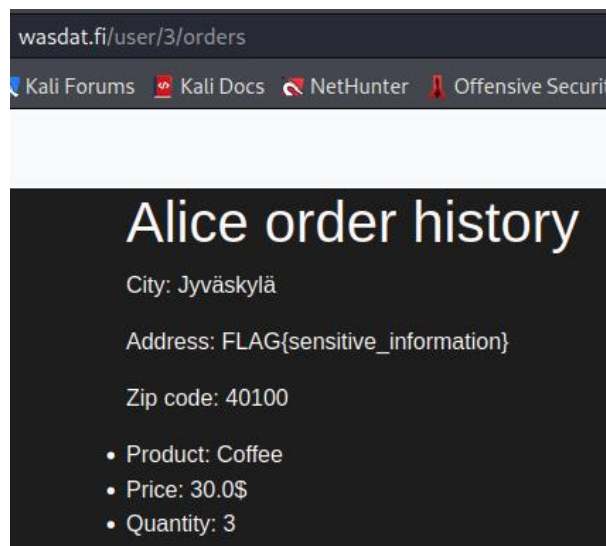 wasdat.fi/user/3/orders
Kali Forums Kali Docs NetHunter Offensive Securi
Alice order history
City: Jyväskylä
Address: FLAG{sensitive_information}
Zip code: 40100
• Product: Coffee
• Price: 30.0$
• Quantity: 3